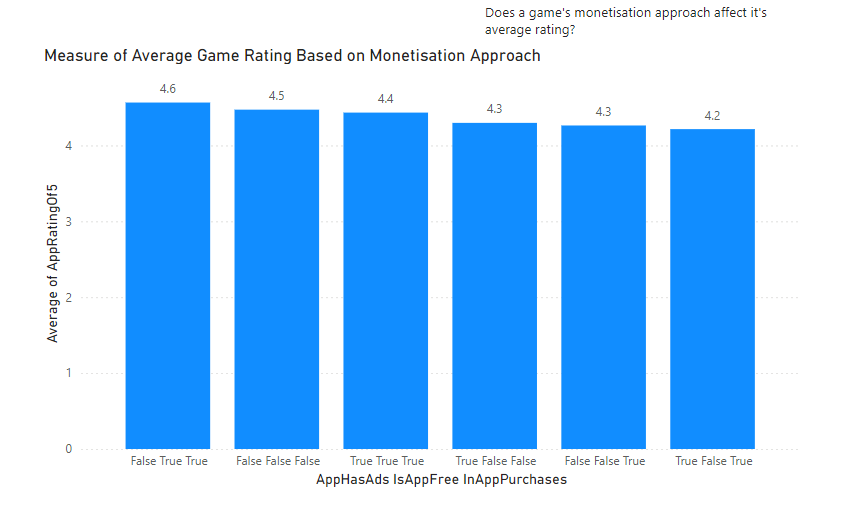 Does a game's monetisation approach affect it's
average rating?
Measure of Average Game Rating Based on Monetisation Approach
4.6
4.5
4.4
4.3
4.3
4.2
4
3
2
1
0
Average of AppRatingOf5
False True True
False False False
True True True
True False False
False False True
True False True
AppHasAds IsAppFree InAppPurchases